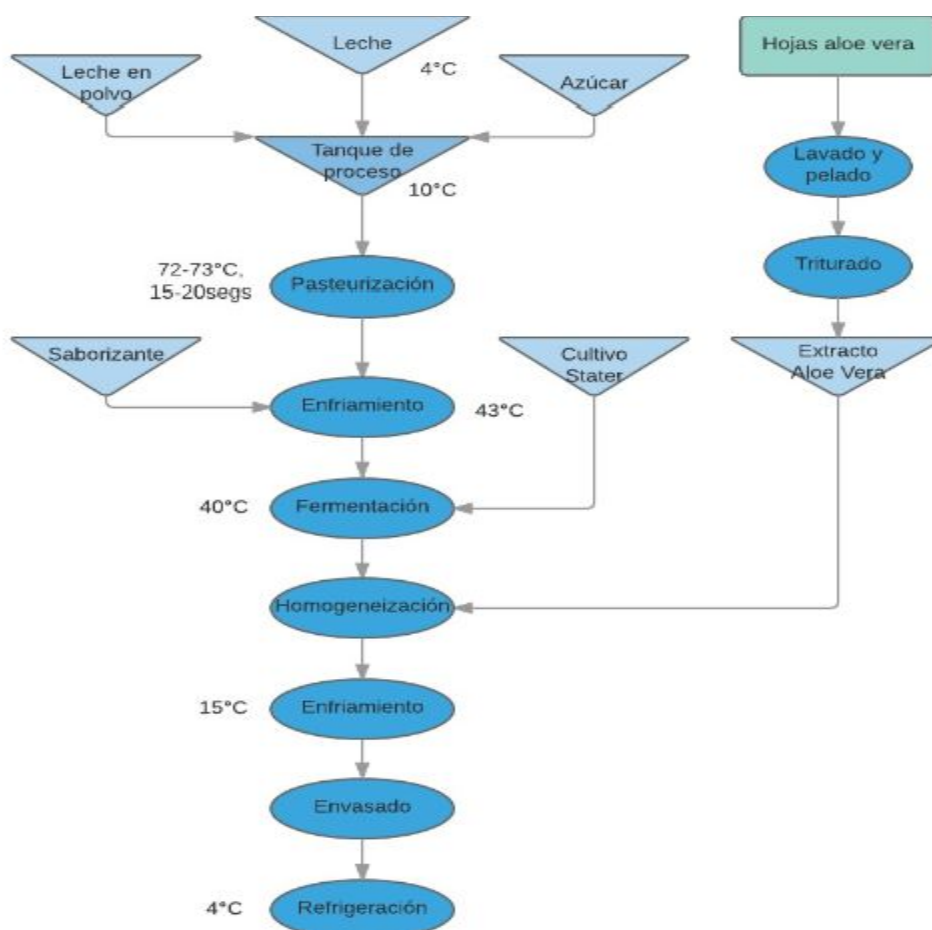 Leche
4°C
Leche en
polvo
Azúcar
Tanque de
proceso
10°C
72-73°C,
15-20segs
Pasteurización
Saborizante
Enfriamiento
43°C
Cultivo
Stater
40°C
Fermentación
Homogeneización
15°C
Enfriamiento
Envasado
4°C
Refrigeración
Hojas aloe vera
Lavado y
pelado
Triturado
Extracto
Aloe Vera